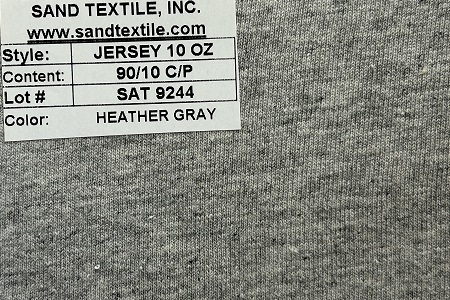 SAND TEXTILE, INC.
www.sandtextile.com
Style: JERSEY 10 OZ
Content: 90/10 C/P
Lot # SAT 9244
Color: HEATHER GRAY